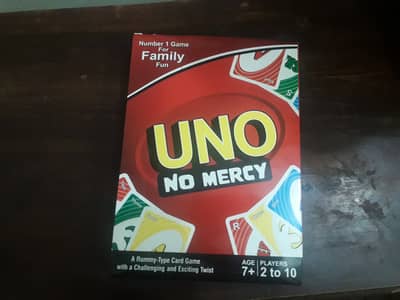 Number 1 Game
For
Family
Fun
UNO
NO MERCY
A Rummy-Type Card Game
with a Challenging and Exciting Twist
AGE
7+
PLAYERS
2 to 10